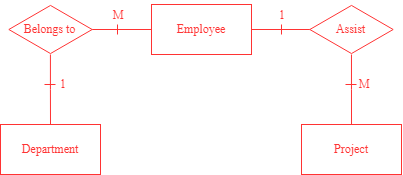 M
1
Belongs to
Employee
Assist
1
M
Department
Project